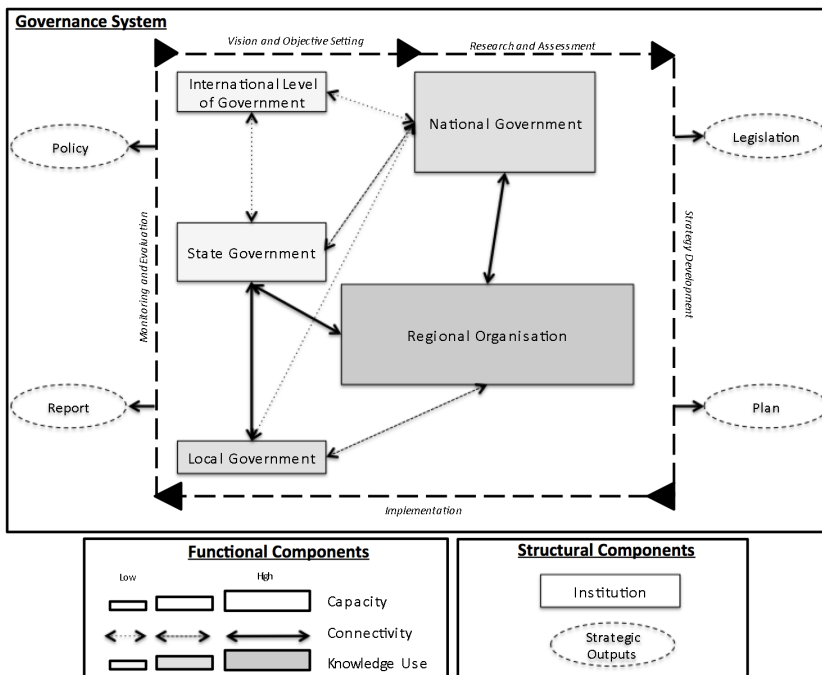 Governance System
Vision and Objective Setting
Research and Assessment
International Level
of Government
National Government
Policy
Legislation
State Government
Monitoring and Evaluation
Strategy Development
Regional Organisation
Report
Plan
Local Government
Implementation
Functional Components
Low
High
Capacity
Connectivity
Knowledge Use
Structural Components
Institution
Strategic
Outputs